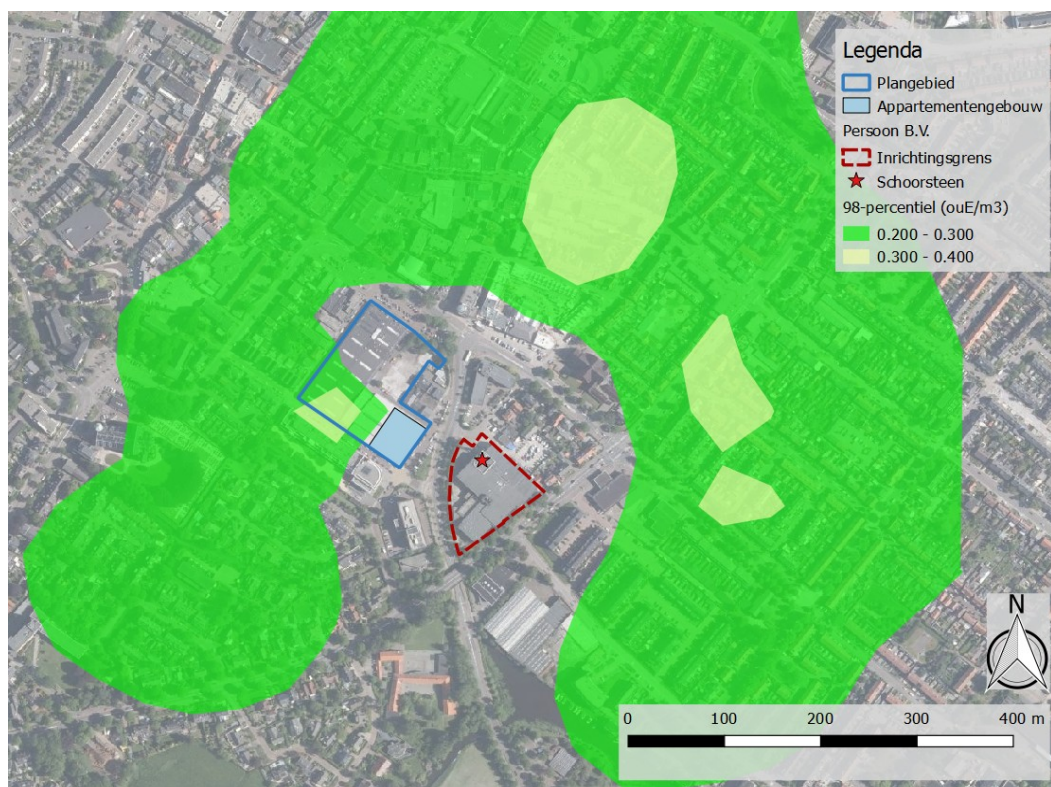 Legenda
Plangebied
Appartementengebouw
Persoon B.V.
Inrichtingsgrens
Schoorsteen
98-percentiel (ouE/m3)
0.200 - 0.300
0.300 - 0.400
N
0 100 200 300 400 m